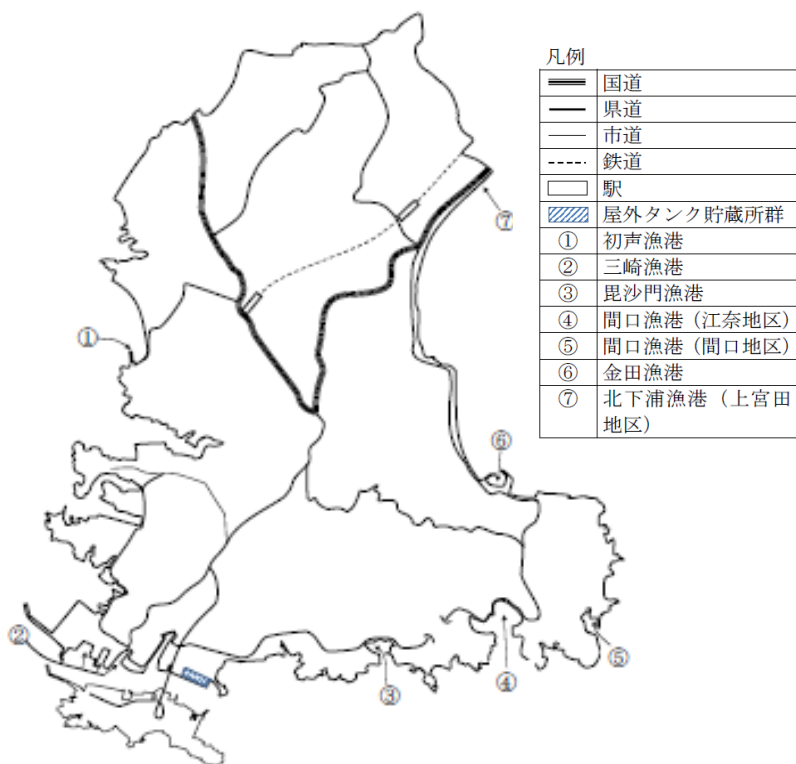 凡例
国道
県道
市道
鉄道
駅
屋外タンク貯蔵所群
① 初声漁港
② 三崎漁港
③ 毘沙門漁港
④ 間口漁港（江奈地区）
⑤ 間口漁港（間口地区）
⑥ 金田漁港
⑦ 北下浦漁港（上宮田
地区）
⑦
①
⑥
②
③
④
⑤